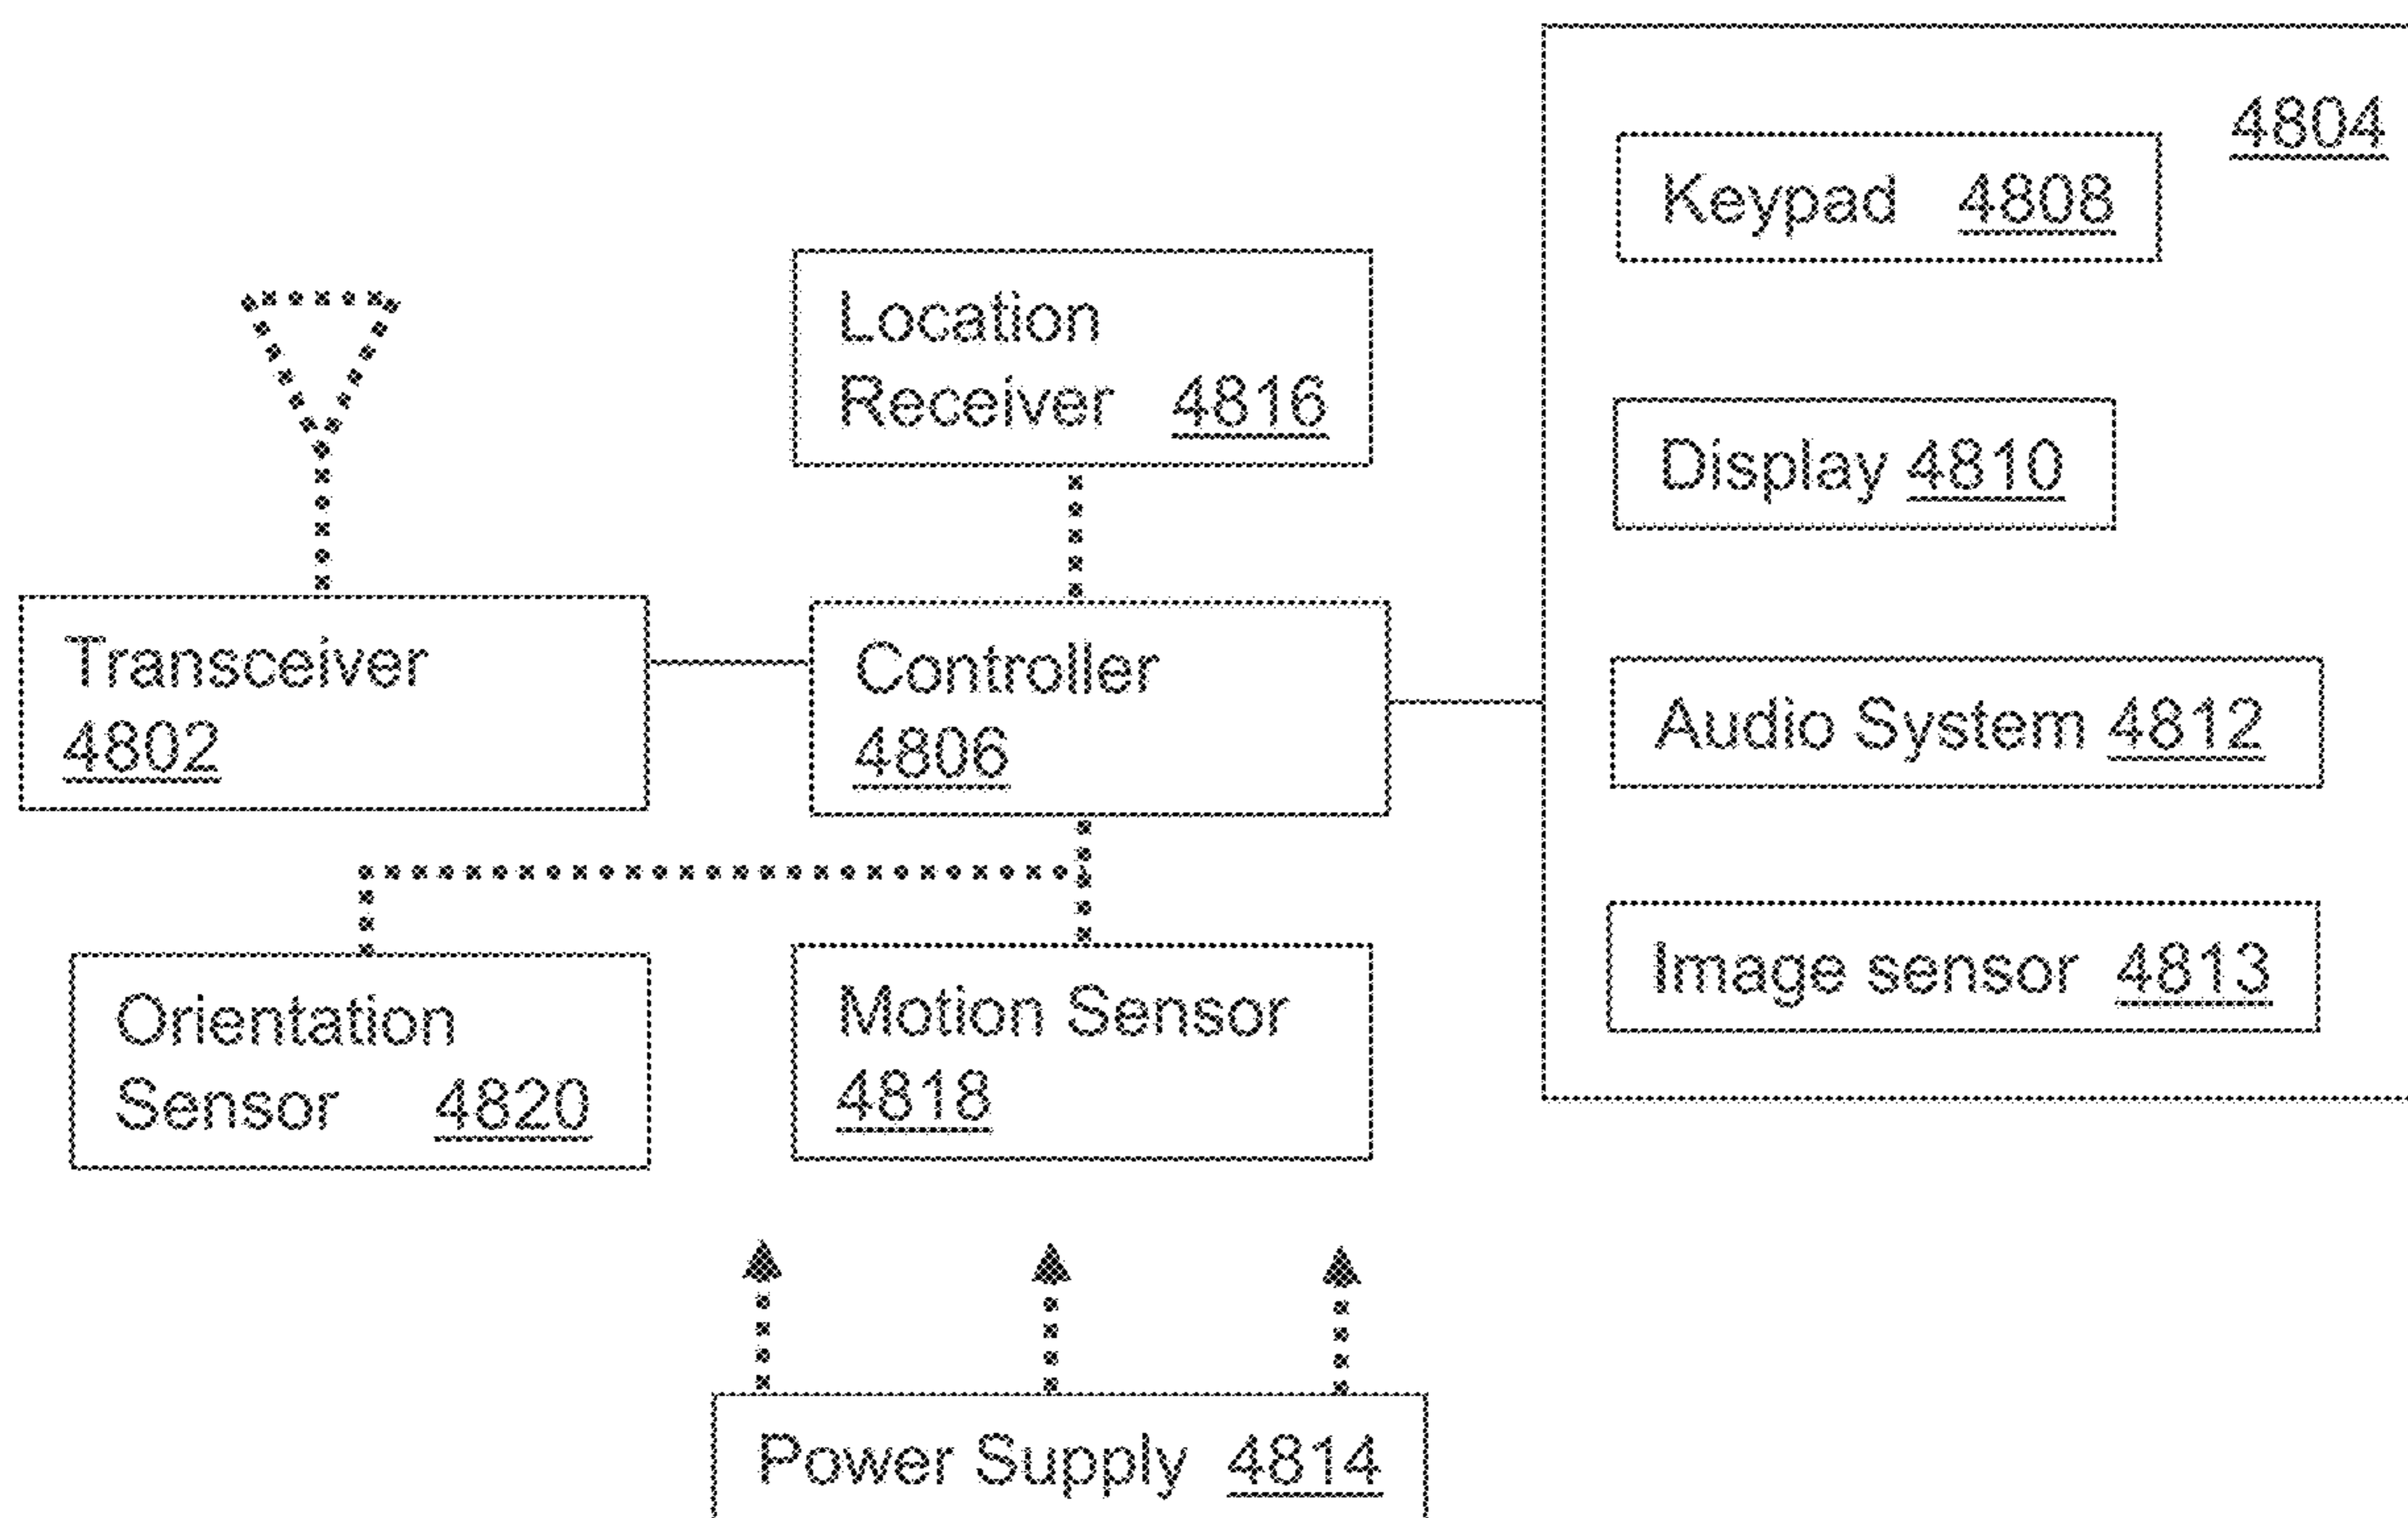 4804
Keypad 4808
Location
Receiver 4816
Display 4810
Transceiver
4802
Controller
4806
Audio System 4812
Orientation
Sensor 4820
Motion Sensor
4818
Image sensor 4813
Power Supply 4814